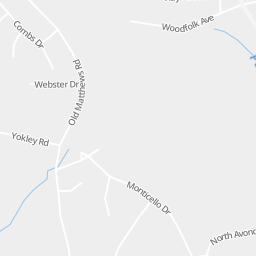 Woodfolk Ave
Combs Dr
Old Matthews Rd
Webster Dr
Yokley Rd
Monticello Dr
North Avond